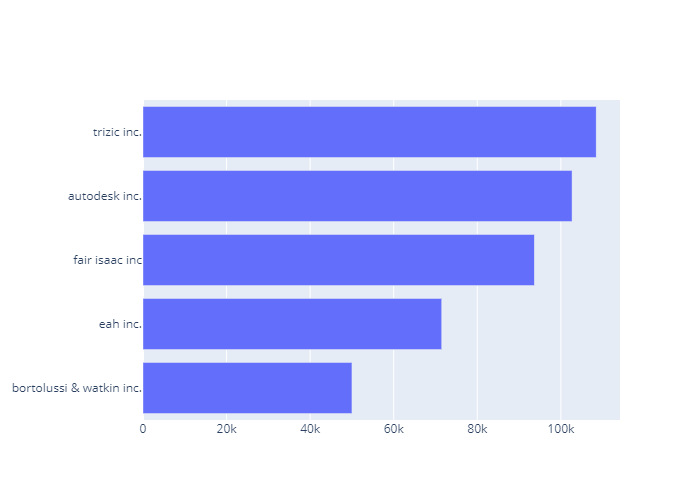 trizic inc.
autodesk inc.
fair isaac inc
eah inc.
bortolussi & watkin inc.
0 20k 40k 60k 80k 100k